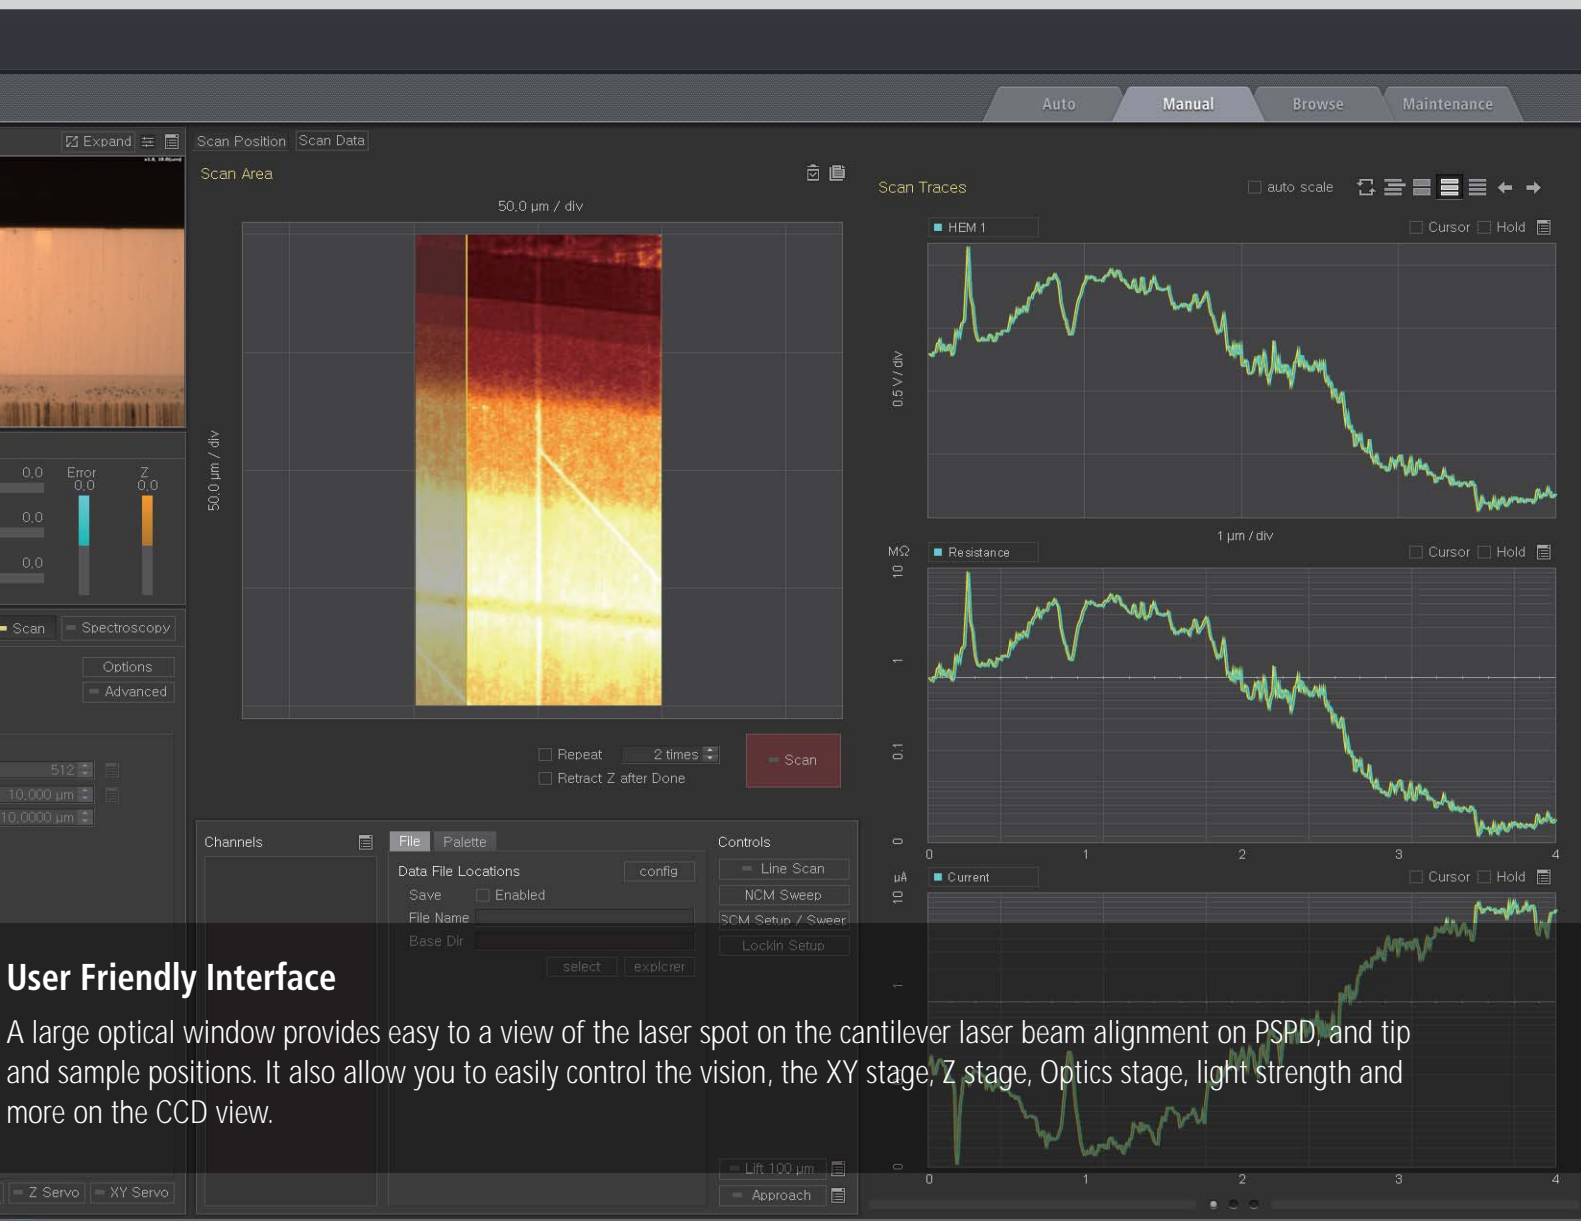 Auto Manual Browse Maintenance
Expand
Scan Position Scan Data
Scan Area
50,0 µm / div
50,0 µm / div
0,0 Error Z
0,0 0,0
0,0
0,0
Scan Spectroscopy
Options
Advanced
512
10,000 µm
10,0000 µm
Repeat 2 times
Retract Z after Done
Scan
Channels
File Palette
Data File Locations config
Save Enabled
File Name
Base Dir
select explorer
Controls
Line Scan
NCM Sweep
SCM Setup / Sweep
Lockin Setup
Lift 100 µm
Approach
Z Servo XY Servo
Scan Traces auto scale
HEM 1 Cursor Hold
0.5 V / div
1 µm / div
MΩ Resistance Cursor Hold
10
1
0.1
0
0 1 2 3 4
µA Current Cursor Hold
10
1
0
0 1 2 3 4
User Friendly Interface
A large optical window provides easy to a view of the laser spot on the cantilever laser beam alignment on PSPD, and tip
and sample positions. It also allow you to easily control the vision, the XY stage, Z stage, Optics stage, light strength and
more on the CCD view.